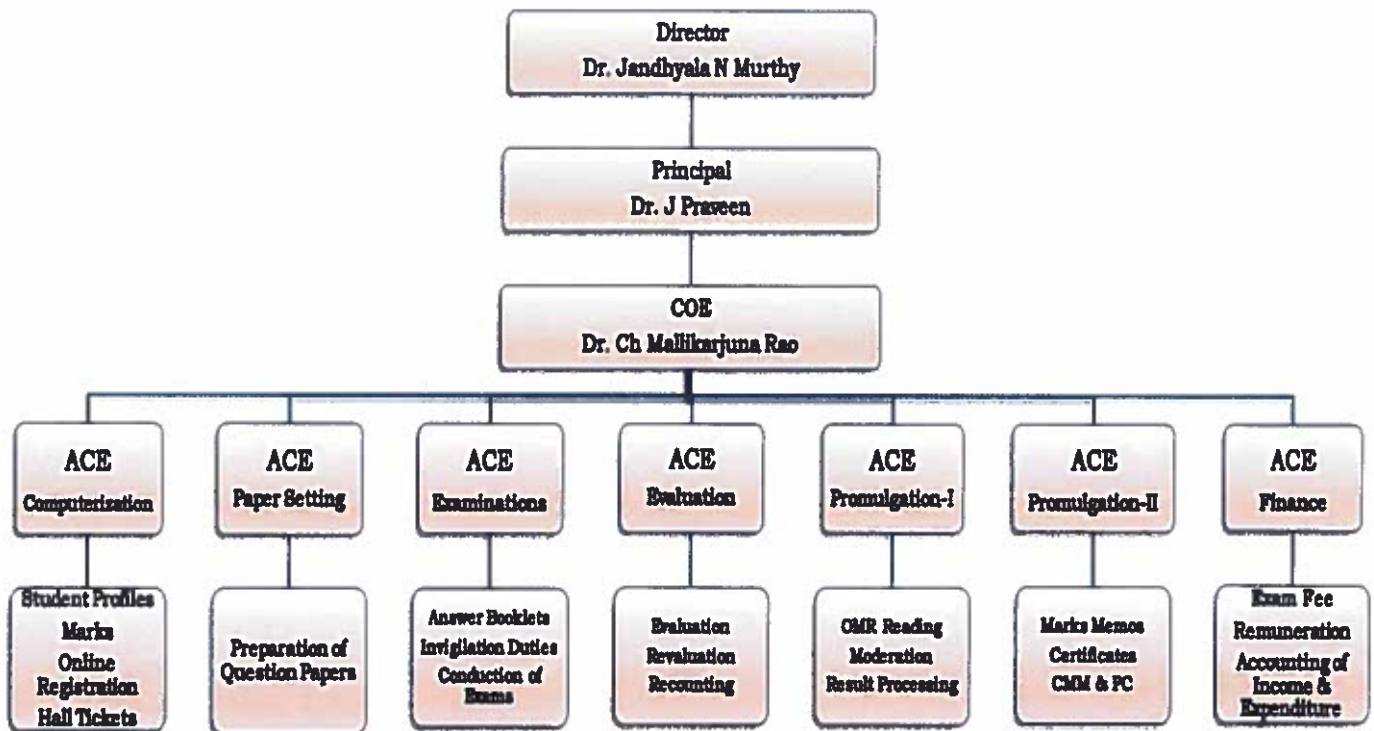 Director
Dr. Jandhyala N Murthy
Principal
Dr. J Praveen
COE
Dr. Ch Mallikarjuna Rao
ACE
Computerization
ACE
Paper Setting
ACE
Examinations
ACE
Evaluation
ACE
Promulgation-I
ACE
Promulgation-II
ACE
Finance
Student Profiles
Marks
Online
Registration
Hall Tickets
Preparation of
Question Papers
Answer Booklets
Invigilation Duties
Conduction of
Exams
Evaluation
Revaluation
Recounting
OMR Reading
Moderation
Result Processing
Marks Memos
Certificates
CMM & PC
Exam Fee
Remuneration
Accounting of
Income &
Expenditure